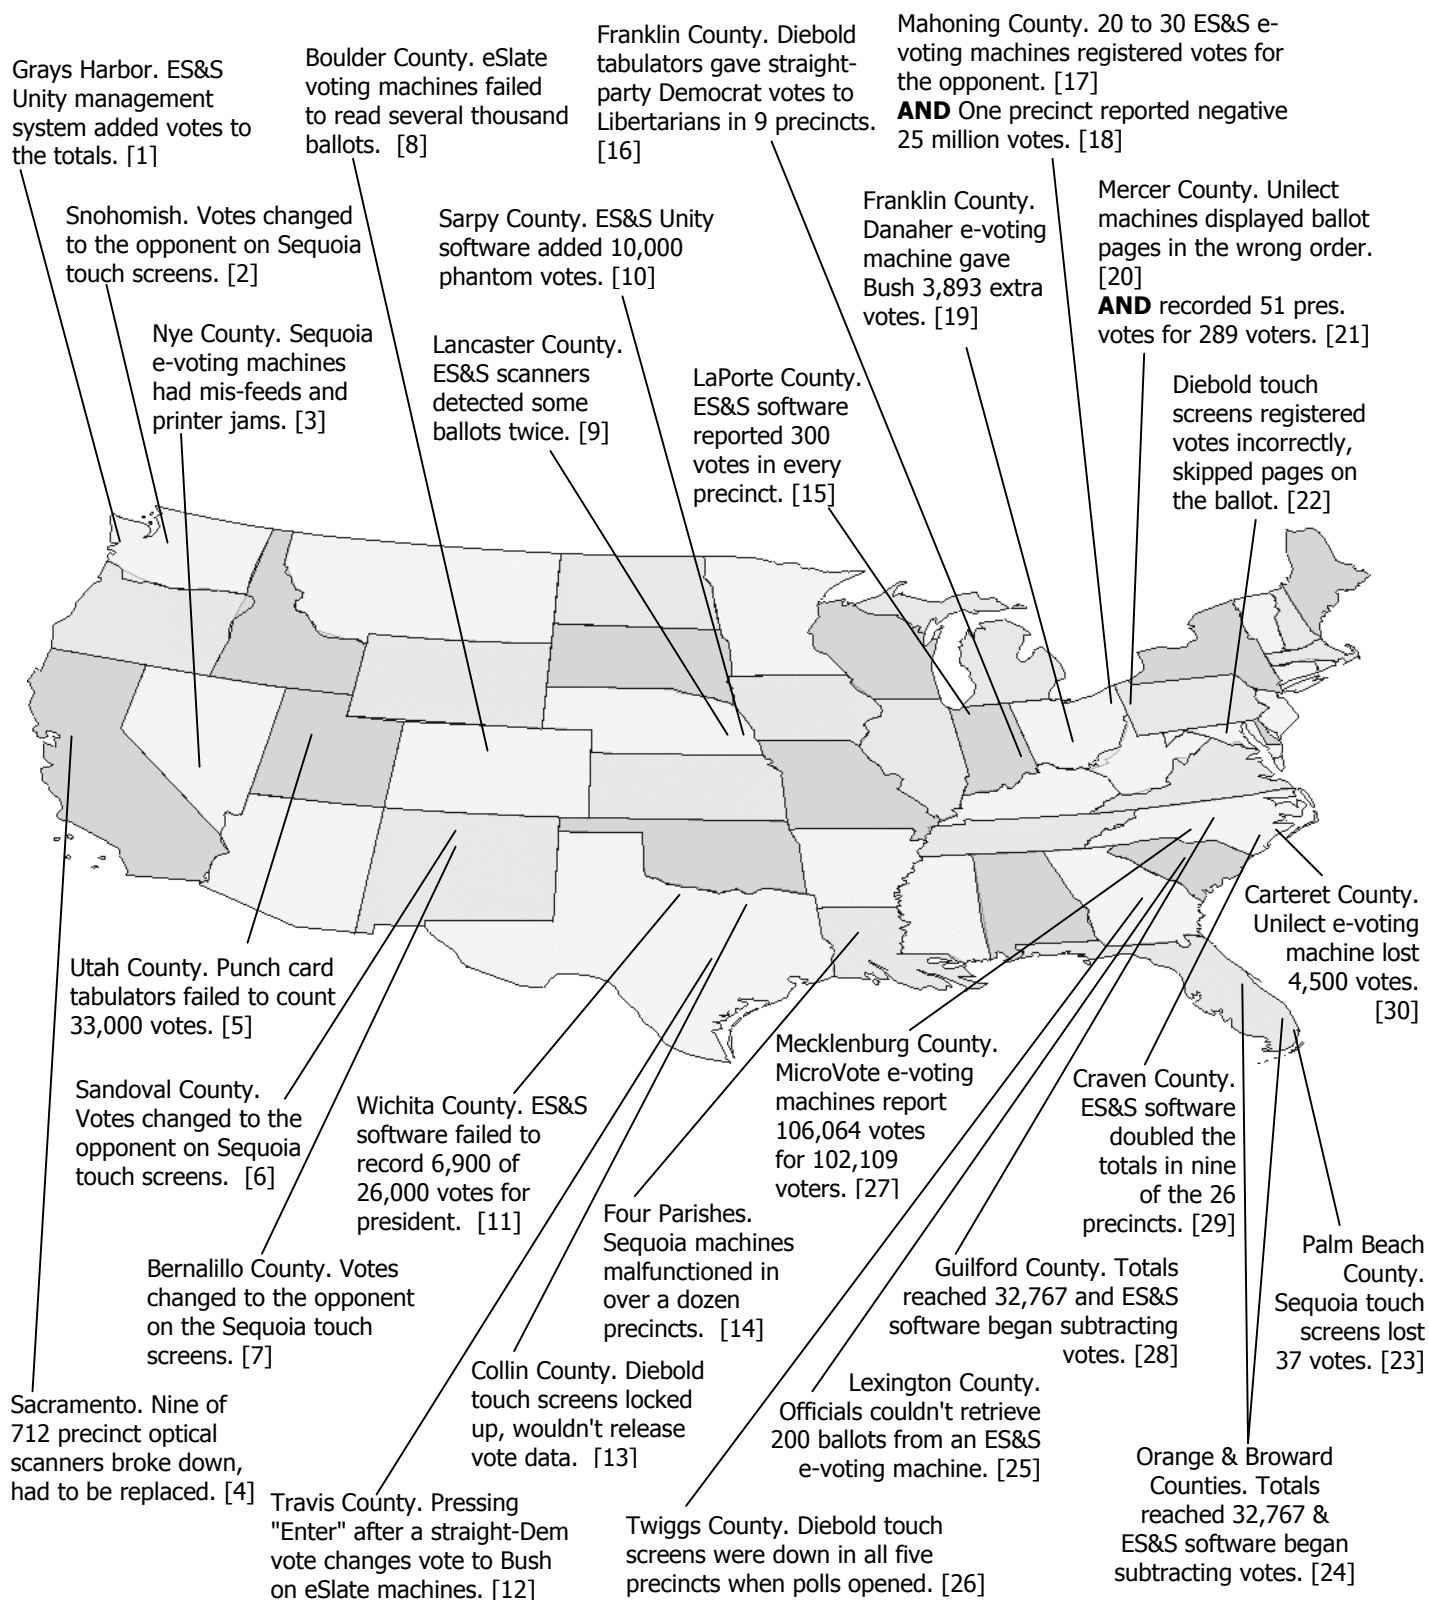 Grays Harbor. ES&S
Unity management
system added votes to
the totals. [1]
Boulder County. eSlate
voting machines failed
to read several thousand
ballots.  [8]
Franklin County. Diebold
tabulators gave straight-
party Democrat votes to
Libertarians in 9 precincts.
[16]
Mahoning County. 20 to 30 ES&S e-
voting machines registered votes for
the opponent. [17]
AND One precinct reported negative
25 million votes. [18]
Snohomish. Votes changed
to the opponent on Sequoia
touch screens. [2]
Sarpy County. ES&S Unity
software added 10,000
phantom votes. [10]
Franklin County.
Danaher e-voting
machine gave
Bush 3,893 extra
votes. [19]
Mercer County. Unilect
machines displayed ballot
pages in the wrong order.
[20]
AND recorded 51 pres.
votes for 289 voters. [21]
Nye County. Sequoia
e-voting machines
had mis-feeds and
printer jams. [3]
Lancaster County.
ES&S scanners
detected some
ballots twice. [9]
LaPorte County.
ES&S software
reported 300
votes in every
precinct. [15]
Diebold touch
screens registered
votes incorrectly,
skipped pages on
the ballot. [22]
Utah County. Punch card
tabulators failed to count
33,000 votes. [5]
Carteret County.
Unilect e-voting
machine lost
4,500 votes.
[30]
Sandoval County.
Votes changed to the
opponent on Sequoia
touch screens.  [6]
Wichita County. ES&S
software failed to
record 6,900 of
26,000 votes for
president.  [11]
Mecklenburg County.
MicroVote e-voting
machines report
106,064 votes
for 102,109
voters. [27]
Craven County.
ES&S software
doubled the
totals in nine
of the 26
precincts. [29]
Bernalillo County. Votes
changed to the opponent
on the Sequoia touch
screens. [7]
Four Parishes.
Sequoia machines
malfunctioned in
over a dozen
precincts.  [14]
Guilford County. Totals
reached 32,767 and ES&S
software began subtracting
votes. [28]
Palm Beach
County.
Sequoia touch
screens lost
37 votes. [23]
Sacramento. Nine of
712 precinct optical
scanners broke down,
had to be replaced. [4]
Collin County. Diebold
touch screens locked
up, wouldn't release
vote data.  [13]
Lexington County.
Officials couldn't retrieve
200 ballots from an ES&S
e-voting machine. [25]
Orange & Broward
Counties. Totals
reached 32,767 &
ES&S software began
subtracting votes. [24]
Travis County. Pressing
"Enter" after a straight-Dem
vote changes vote to Bush
on eSlate machines. [12]
Twiggs County. Diebold touch
screens were down in all five
precincts when polls opened. [26]